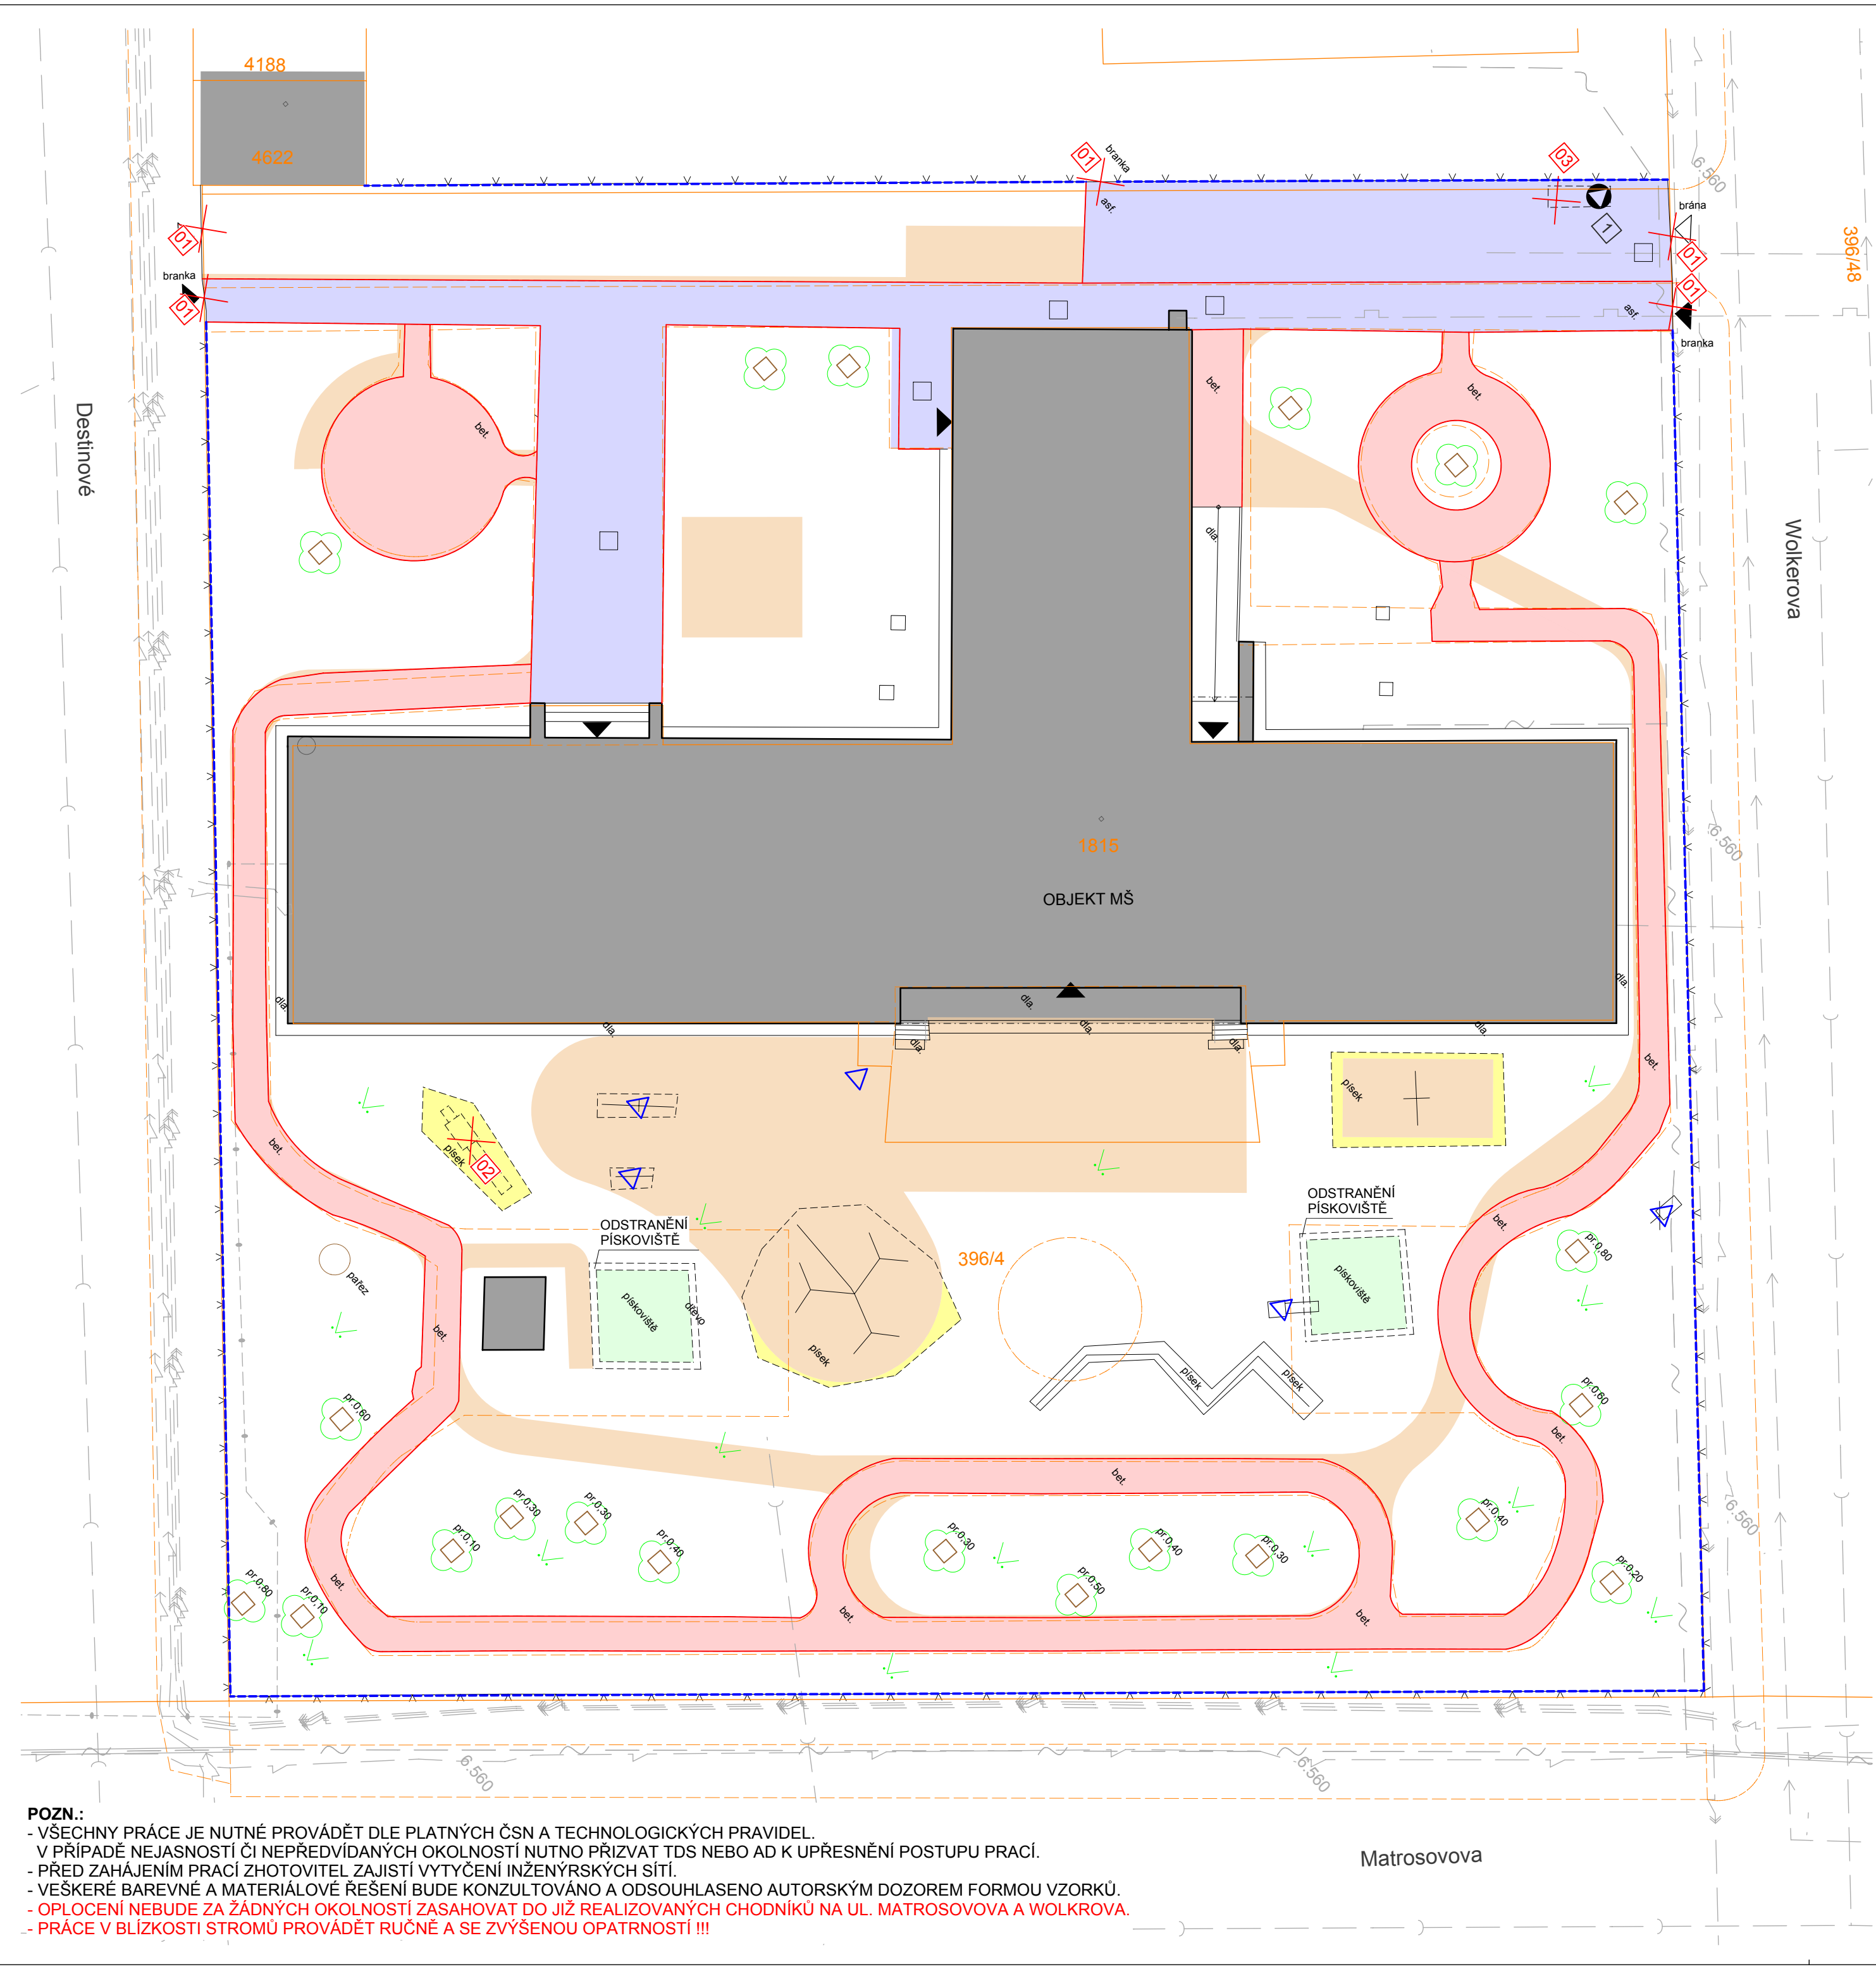 4188
4622
01
branka
asf.
03
6.560
1
brána
01
396/48
01
branka
01
01
asf.
branka
bet.
bet.
bet.
dla.
Destinové
Wolkerova
1815
OBJEKT MŠ
6.560
dla.
dla.
dla.
dla.
dla.
dla.
dla.
dla.
bet.
bet.
písek
písek
02
ODSTRANĚNÍ
PÍSKOVIŠTĚ
ODSTRANĚNÍ
PÍSKOVIŠTĚ
bet.
396/4
pr.0,80
pařez
pískoviště
dřevo
pískoviště
bet.
písek
písek
písek
pr.0,60
pr.0,60
bet.
bet.
pr.0,30
pr.0,30
pr.0,10
pr.0,40
pr.0,30
pr.0,40
pr.0,30
pr.0,40
6.560
pr.0,50
pr.0,20
pr.0,80
pr.0,10
bet.
bet.
bet.
6.560
6.560
POZN.:
- VŠECHNY PRÁCE JE NUTNÉ PROVÁDĚT DLE PLATNÝCH ČSN A TECHNOLOGICKÝCH PRAVIDEL.
V PŘÍPADĚ NEJASNOSTÍ ČI NEPŘEDVÍDANÝCH OKOLNOSTÍ NUTNO PŘIZVAT TDS NEBO AD K UPŘESNĚNÍ POSTUPU PRACÍ.
- PŘED ZAHÁJENÍM PRACÍ ZHOTOVITEL ZAJISTÍ VYTYČENÍ INŽENÝRSKÝCH SÍTÍ.
- VEŠKERÉ BAREVNÉ A MATERIÁLOVÉ ŘEŠENÍ BUDE KONZULTOVÁNO A ODSOUHLASENO AUTORSKÝM DOZOREM FORMOU VZORKŮ.
- OPLOCENÍ NEBUDE ZA ŽÁDNÝCH OKOLNOSTÍ ZASAHOVAT DO JIŽ REALIZOVANÝCH CHODNÍKŮ NA UL. MATROSOVOVA A WOLKROVA.
- PRÁCE V BLÍZKOSTI STROMŮ PROVÁDĚT RUČNĚ A SE ZVÝŠENOU OPATRNOSTÍ !!!
Matrosovova